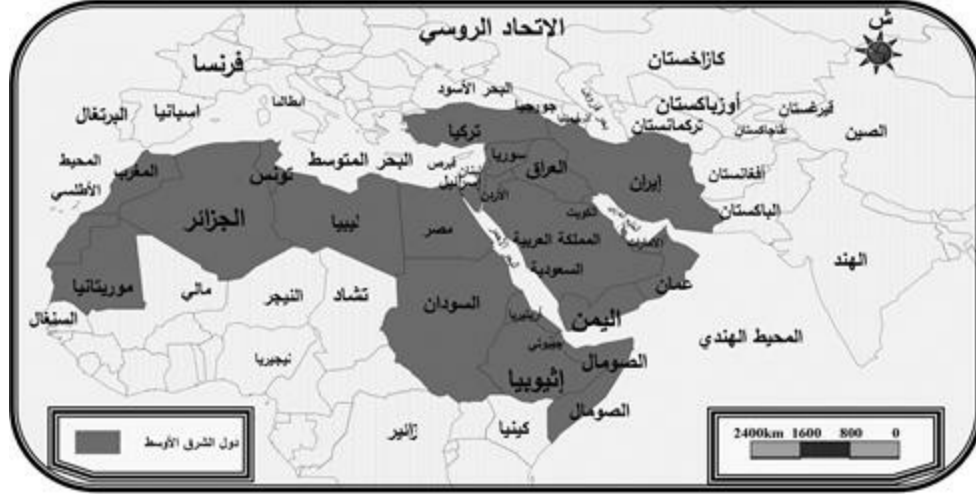 ش
الاتحاد الروسي
كازاخستان
فرنسا
البحر الأسود
جورجيا
أوزباكستان
قيرغستان
ايطاليا
اسبانيا
البرتغال
تركيا
تركمانستان
طاجاكستان
الصين
المحيط
الأطلسي
المغرب
تونس
البحر المتوسط
قبرص
سوريا
لبنان
إسرائيل
العراق
إيران
أفغانستان
الأردن
الباكستان
الجزائر
ليبيا
مصر
الكويت
المملكة العربية
السعودية
الامارات
البحر الأحمر
الهند
موريتانيا
مالي
النيجر
تشاد
السودان
عمان
السنغال
اريتيريا
اليمن
جيبوتي
المحيط الهندي
نيجيريا
إثيوبيا
الصومال
الصومال
زائير
كينيا
دول الشرق الأوسط
2400km 1600 800 0